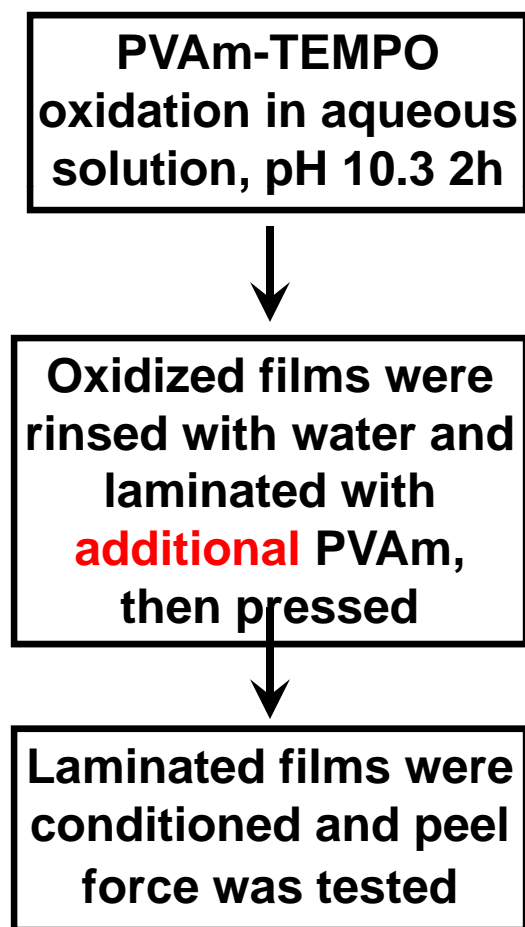 PVAm-TEMPO
oxidation in aqueous
solution, pH 10.3 2h
Oxidized films were
rinsed with water and
laminated with
additional PVAm,
then pressed
Laminated films were
conditioned and peel
force was tested